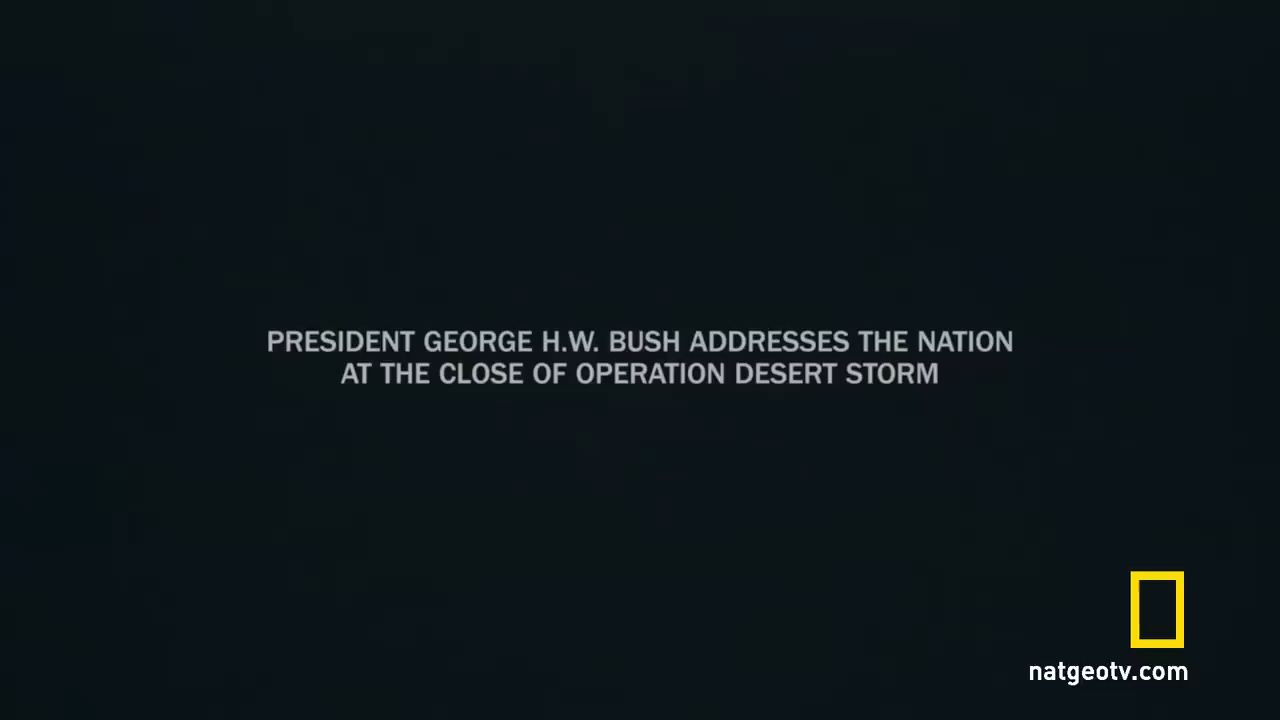 PRESIDENT GEORGE H.W. BUSH ADDRESSES THE NATION
AT THE CLOSE OF OPERATION DESERT STORM
natgeotv.com